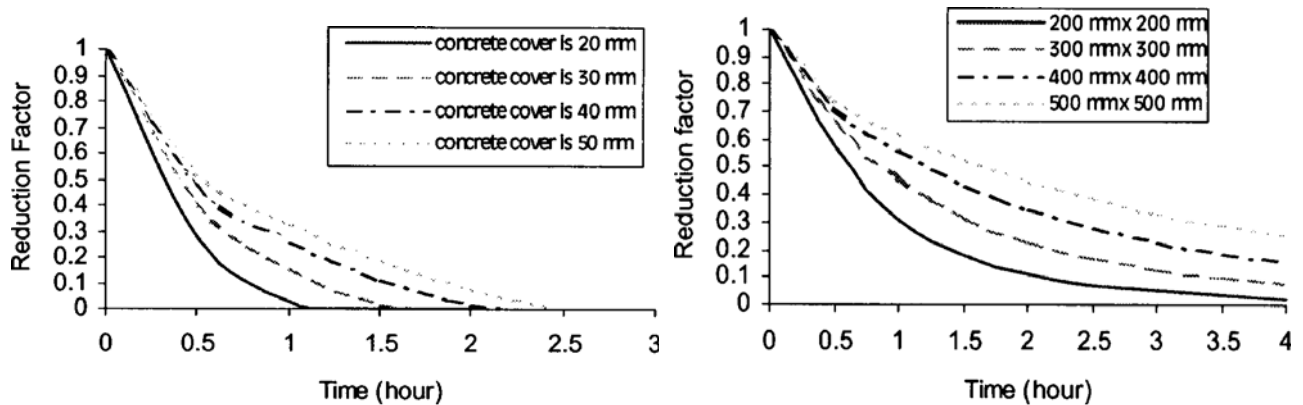 1
0.9
0.8
0.7
0.6
0.5
0.4
0.3
0.2
0.1
0
Reduction Factor
concrete cover is 20 mm
concrete cover is 30 mm
concrete cover is 40 mm
concrete cover is 50 mm
0 0.5 1 1.5 2 2.5 3
Time (hour)
1
0.9
0.8
0.7
0.6
0.5
0.4
0.3
0.2
0.1
0
Reduction factor
200 mmx 200 mm
300 mmx 300 mm
400 mmx 400 mm
500 mmx 500 mm
0 0.5 1 1.5 2 2.5 3 3.5 4
Time (hour)